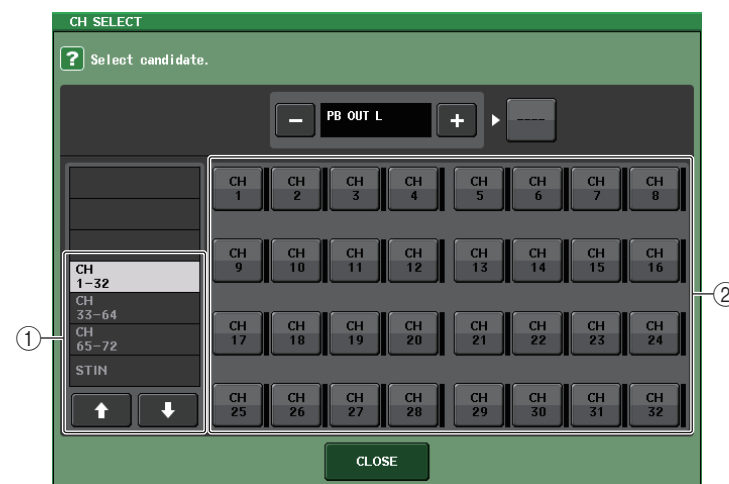 CH SELECT
? Select candidate.
− PB OUT L + ----
CH 1 CH 2 CH 3 CH 4 CH 5 CH 6 CH 7 CH 8
CH 9 CH 10 CH 11 CH 12 CH 13 CH 14 CH 15 CH 16
CH 17 CH 18 CH 19 CH 20 CH 21 CH 22 CH 23 CH 24
CH 25 CH 26 CH 27 CH 28 CH 29 CH 30 CH 31 CH 32
CH
1-32
CH
33-64
CH
65-72
STIN
①
②
CLOSE